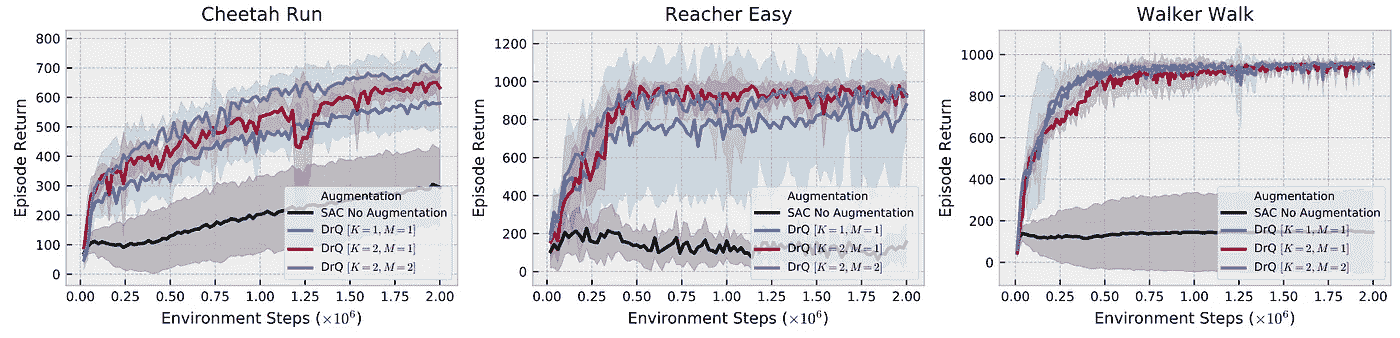 Cheetah Run
Episode Return
800
700
600
500
400
300
200
100
0
0.00 0.25 0.50 0.75 1.00 1.25 1.50 1.75 2.00
Environment Steps (×10⁶)
Augmentation
SAC No Augmentation
DrQ [K=1, M=1]
DrQ [K=2, M=1]
DrQ [K=2, M=2]
Reacher Easy
Episode Return
1200
1000
800
600
400
200
0
0.00 0.25 0.50 0.75 1.00 1.25 1.50 1.75 2.00
Environment Steps (×10⁶)
Augmentation
SAC No Augmentation
DrQ [K=1, M=1]
DrQ [K=2, M=1]
DrQ [K=2, M=2]
Walker Walk
Episode Return
1000
800
600
400
200
0
0.00 0.25 0.50 0.75 1.00 1.25 1.50 1.75 2.00
Environment Steps (×10⁶)
Augmentation
SAC No Augmentation
DrQ [K=1, M=1]
DrQ [K=2, M=1]
DrQ [K=2, M=2]